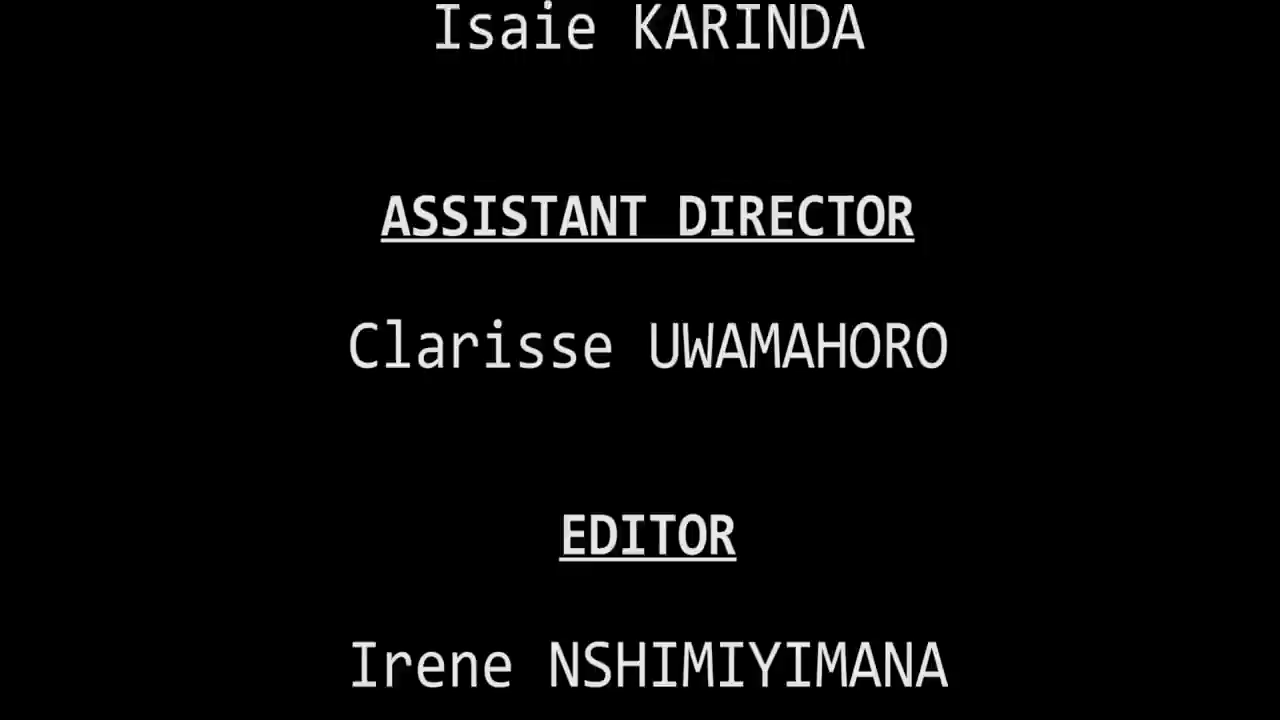 Isaie KARINDA
ASSISTANT DIRECTOR
Clarisse UWAMAHORO
EDITOR
Irene NSHIMIYIMANA